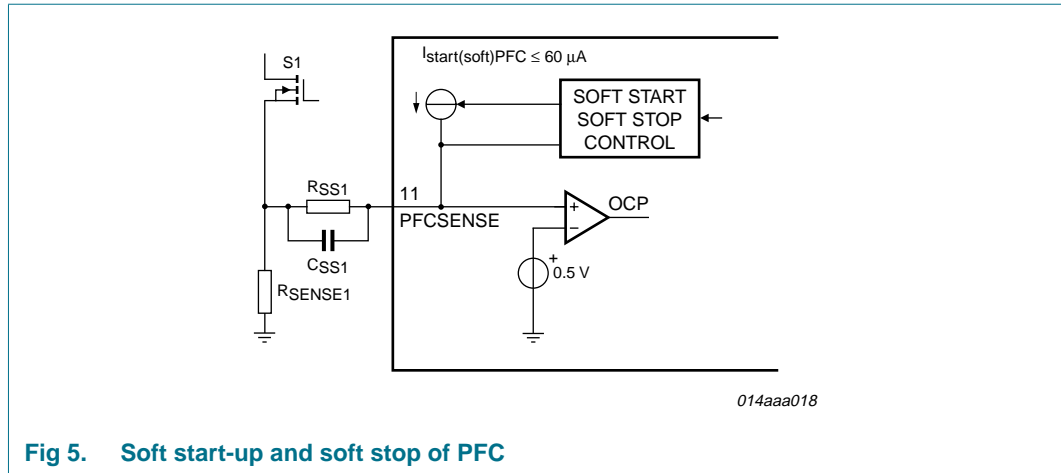 Istart(soft)PFC ≤ 60 μA
S1
SOFT START
SOFT STOP
CONTROL
RSS1
11
PFCSENSE
OCP
+
−
CSS1
+
0.5 V
RSENSE1
014aaa018
Fig 5. Soft start-up and soft stop of PFC